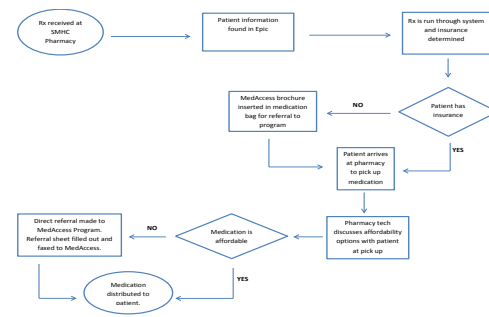 Rx received at
SMHC
Pharmacy
Patient information
found in Epic
Rx is run through system
and insurance
determined
Patient has
insurance
NO
YES
MedAccess brochure
inserted in medication
bag for referral to
program
Patient arrives
at pharmacy
to pick up
medication
Pharmacy tech
discusses affordability
options with patient
at pick up
Medication is
affordable
NO
YES
Direct referral made to
MedAccess Program.
Referral sheet filled out and
faxed to MedAccess.
Medication
distributed to
patient.